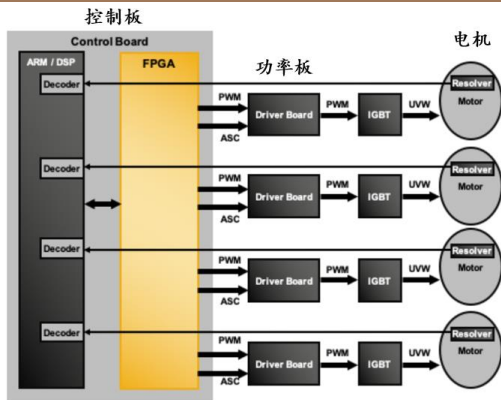 控制板
电机
Control Board
ARM / DSP
FPGA
功率板
Decoder
Resolver
Motor
PWM
ASC
Driver Board
PWM
IGBT
UVW
Decoder
Resolver
Motor
PWM
ASC
Driver Board
PWM
IGBT
UVW
Decoder
Resolver
Motor
PWM
ASC
Driver Board
PWM
IGBT
UVW
Decoder
Resolver
Motor
PWM
ASC
Driver Board
PWM
IGBT
UVW